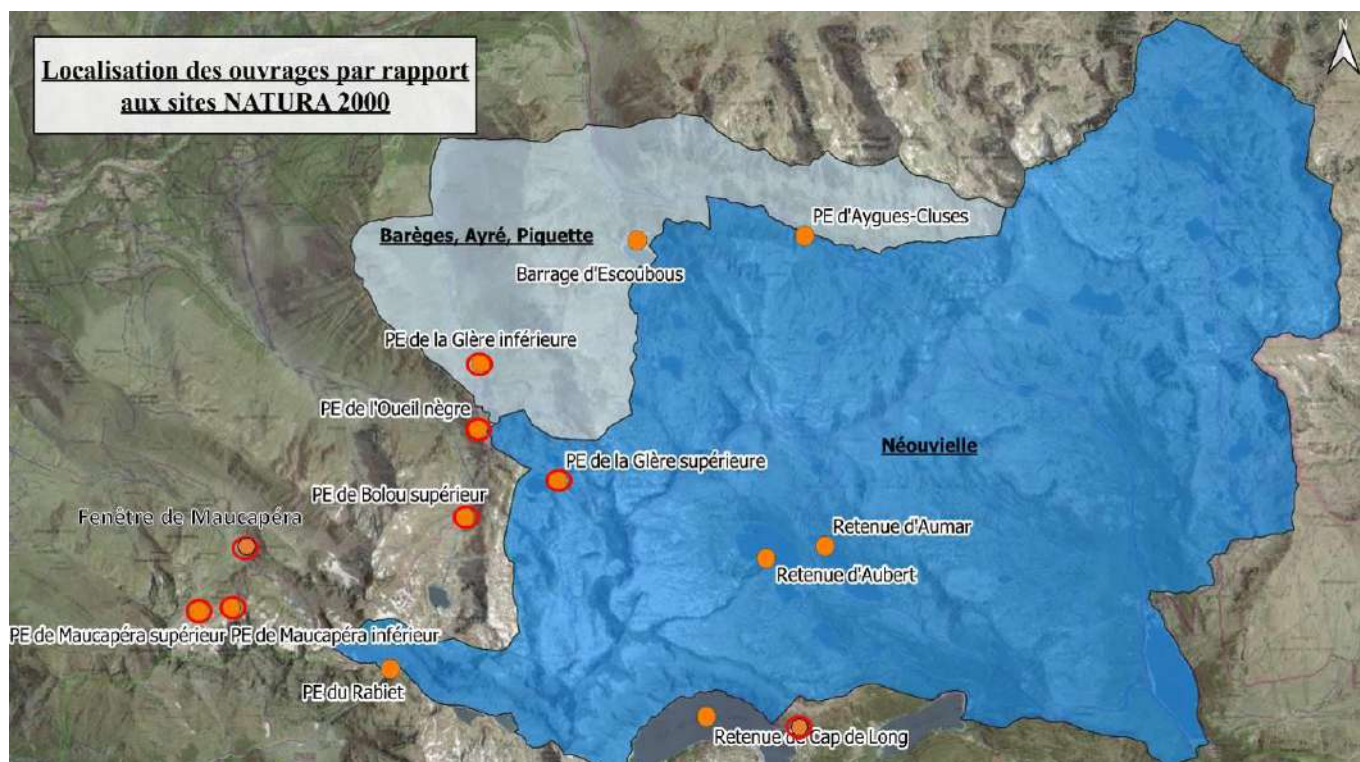 Localisation des ouvrages par rapport
aux sites NATURA 2000
N
PE d'Aygues-Cluses
Barèges, Ayré, Piquette
Barrage d'Escoubous
PE de la Glère inférieure
PE de l'Oueil nègre
Néouvielle
PE de la Glère supérieure
PE de Bolou supérieur
Fenêtre de Maucapéra
Retenue d'Aumar
Retenue d'Aubert
PE de Maucapéra supérieur PE de Maucapéra inférieur
PE du Rabiet
Retenue de Cap de Long